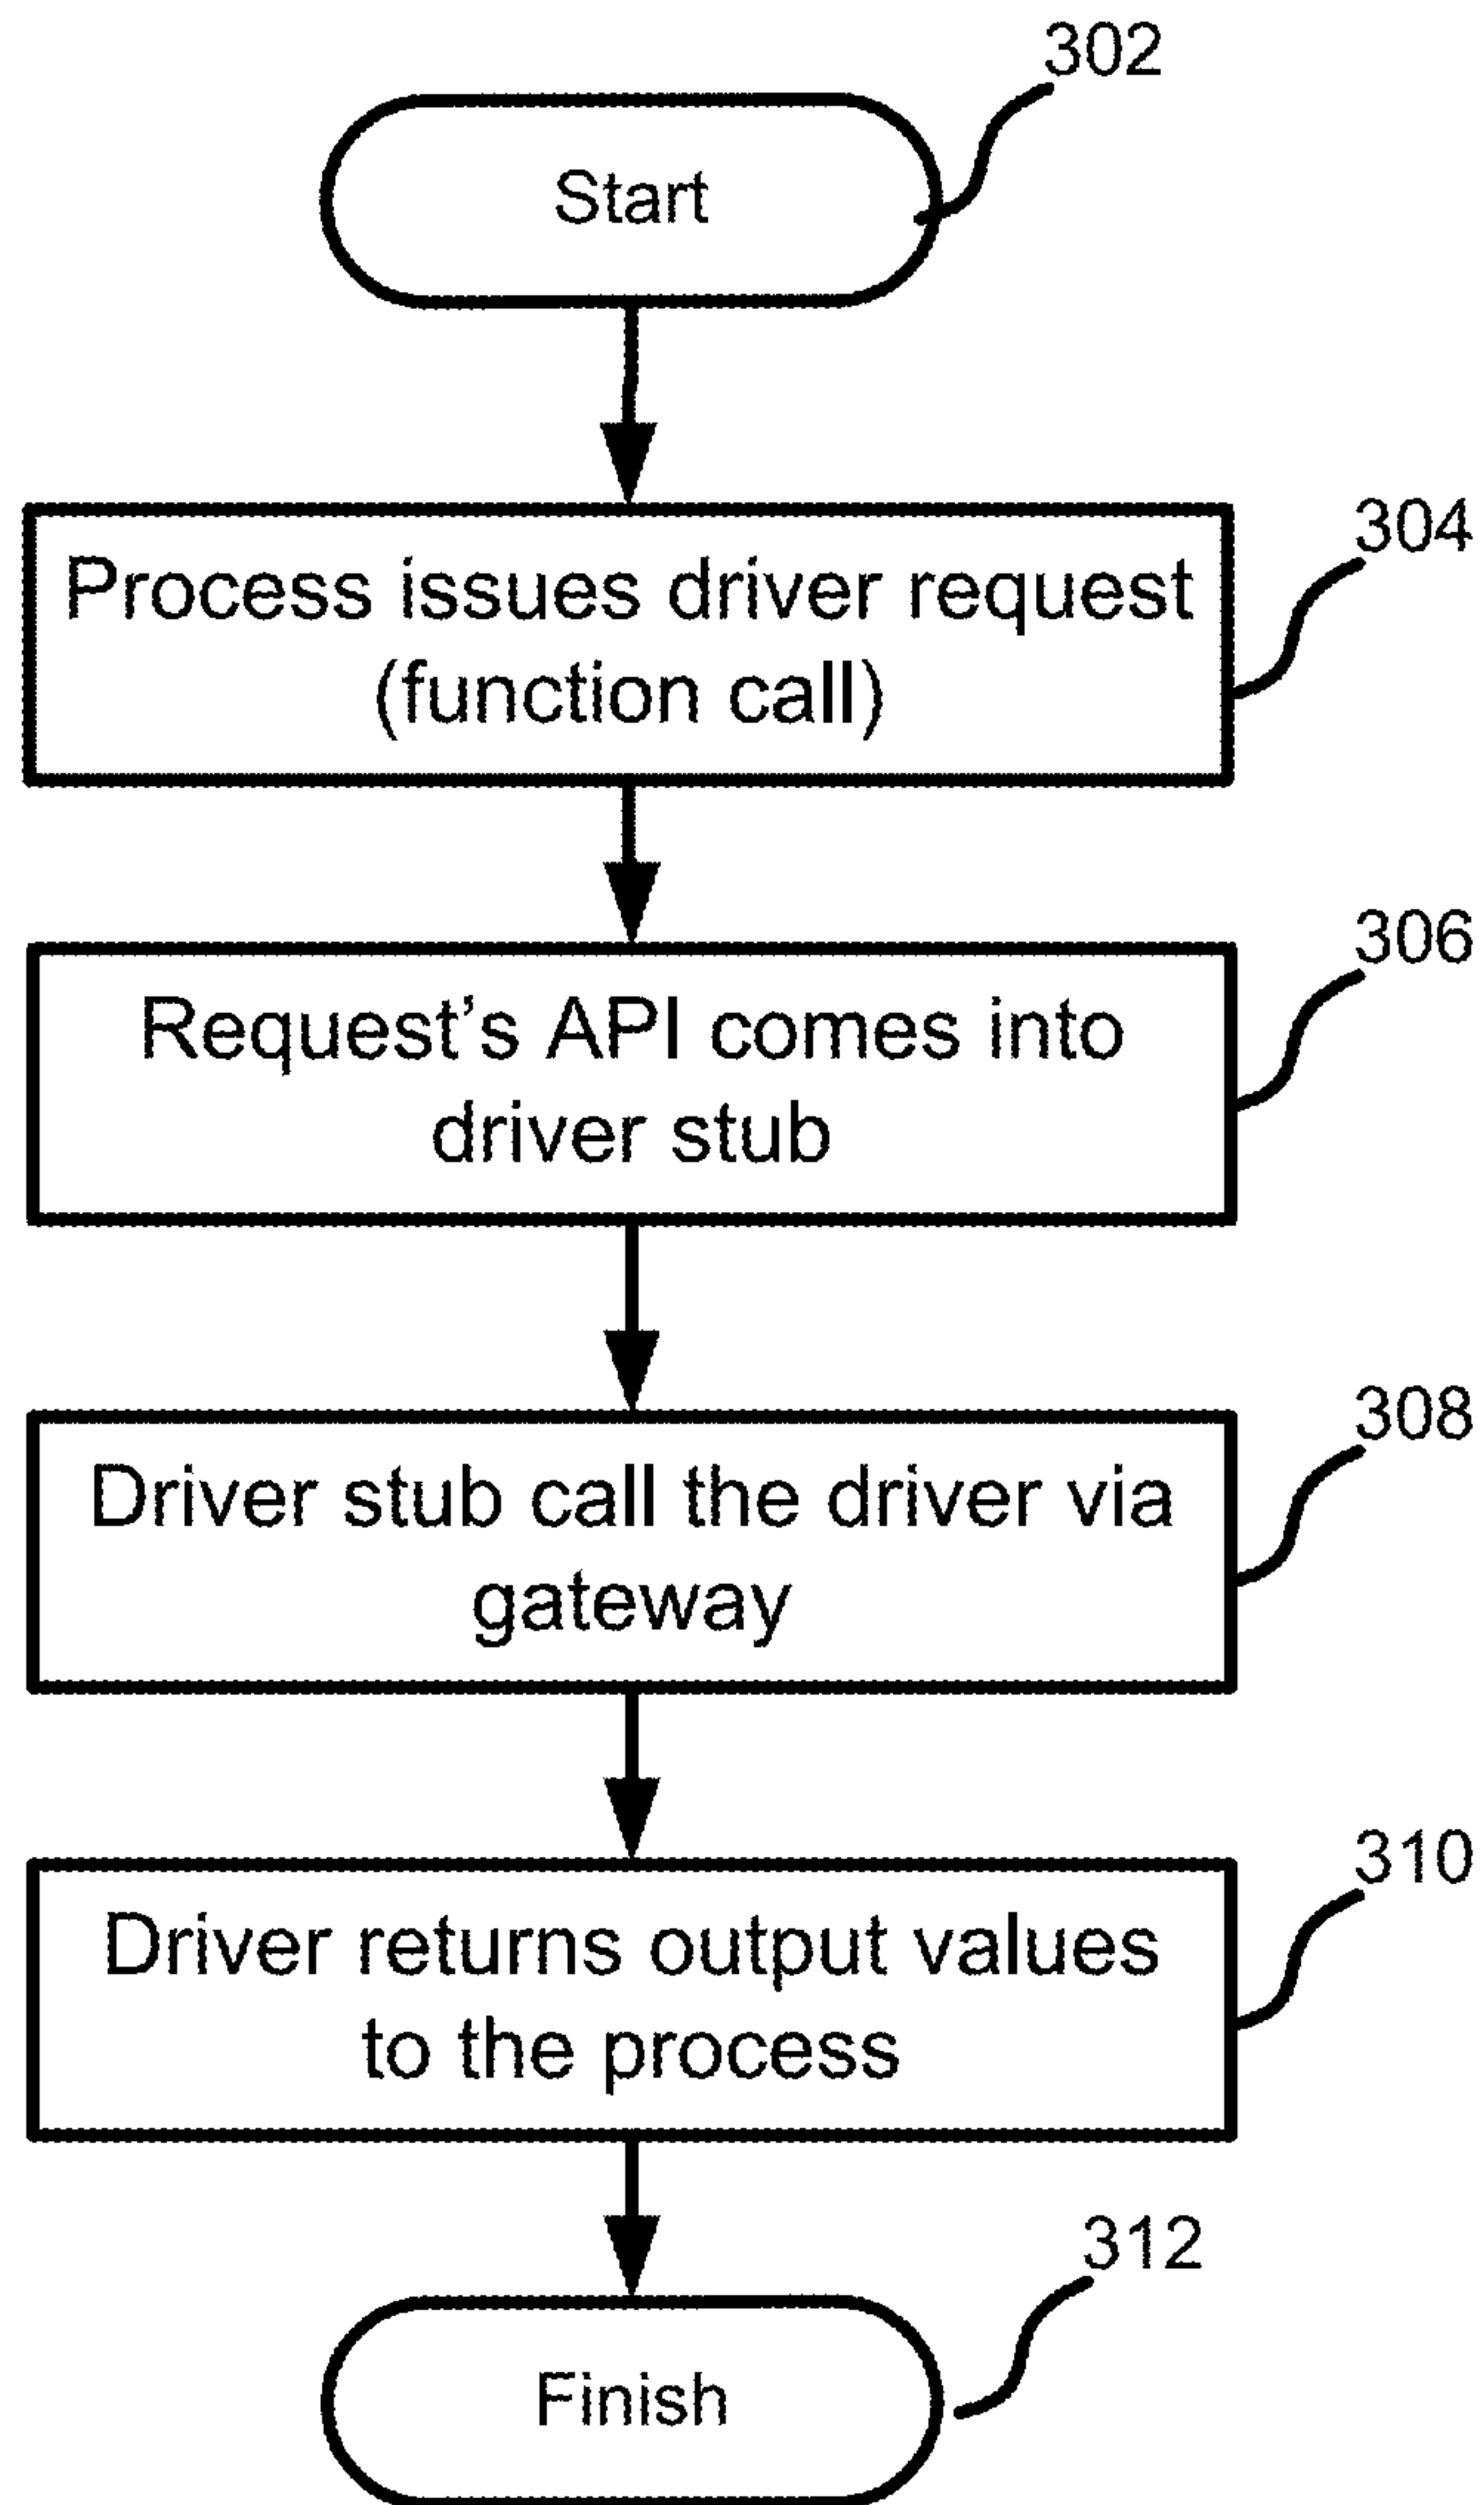 302
Start
304
Process issues driver request
(function call)
306
Request’s API comes into
driver stub
308
Driver stub call the driver via
gateway
310
Driver returns output values
to the process
312
Finish